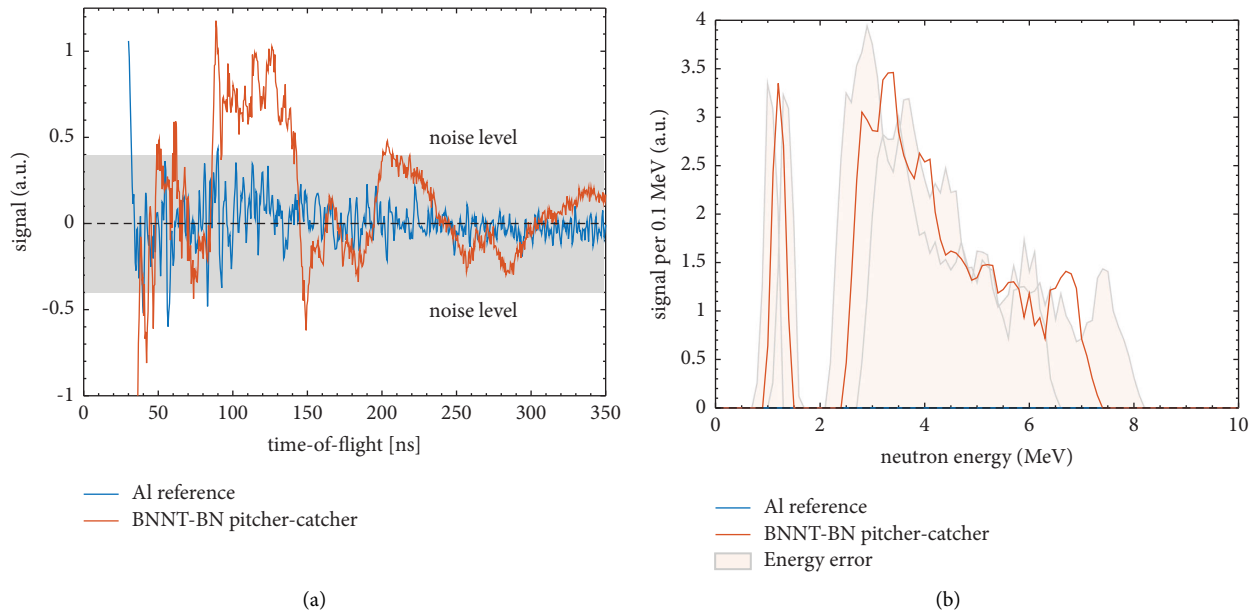 1
0.5
0
-0.5
-1
signal (a.u.)
noise level
noise level
0 50 100 150 200 250 300 350
time-of-flight [ns]
Al reference
BNNT-BN pitcher-catcher
(a)
4
3.5
3
2.5
2
1.5
1
0.5
0
signal per 0.1 MeV (a.u.)
0 2 4 6 8 10
neutron energy (MeV)
Al reference
BNNT-BN pitcher-catcher
Energy error
(b)